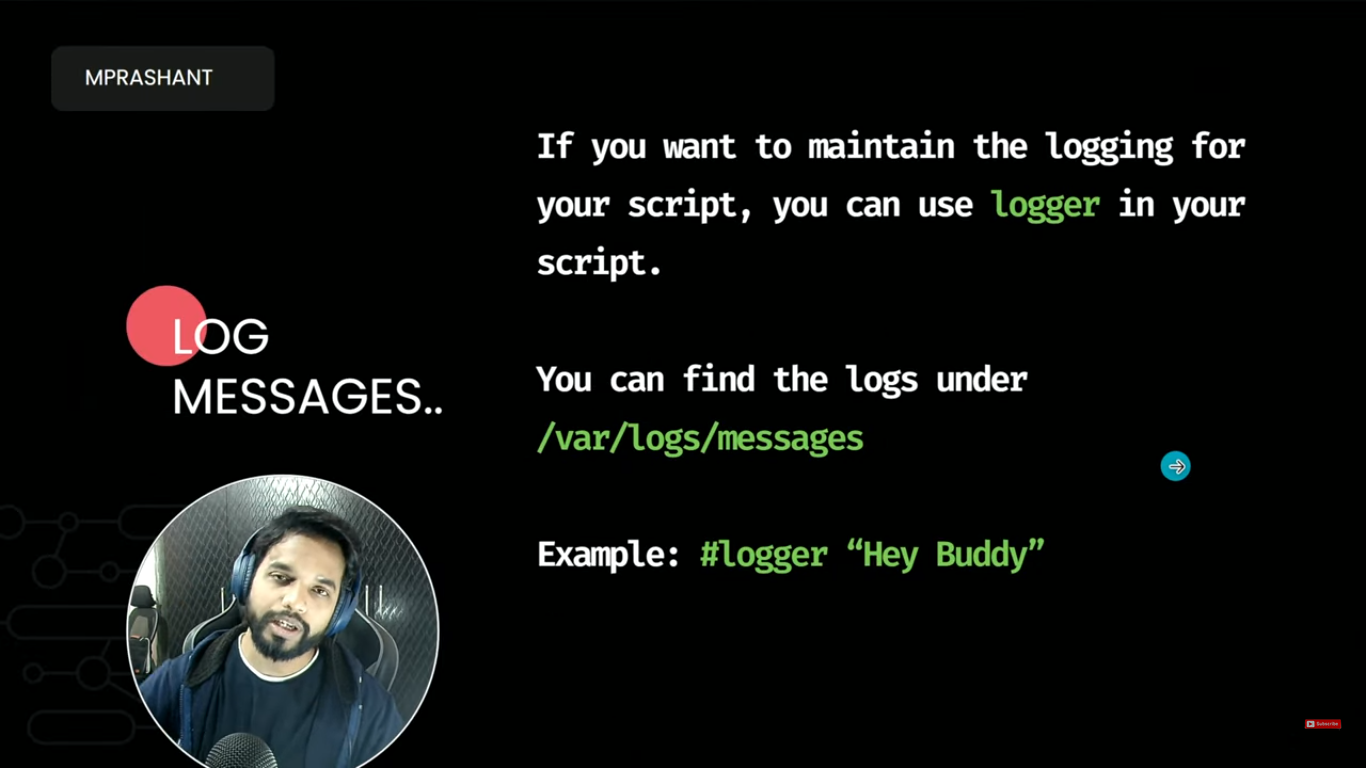 MPRASHANT
If you want to maintain the logging for
your script, you can use logger in your
script.
LOG
MESSAGES..
You can find the logs under
/var/logs/messages
Example: #logger “Hey Buddy”
Subscribe